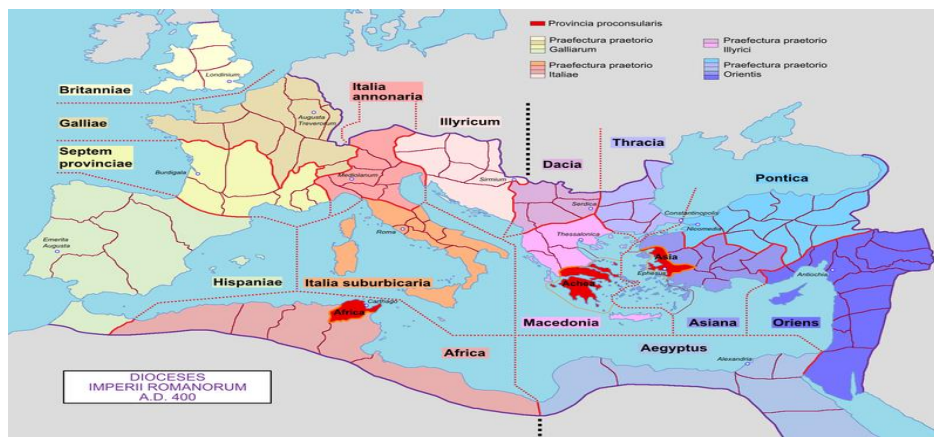 Provincia proconsularis
Praefectura praetorio
Galliarum
Praefectura praetorio
Italiae
Praefectura praetorio
Illyrici
Praefectura praetorio
Orientis
Londinium
Britanniae
Galliae
Augusta
Treverorum
Italia
annonaria
Illyricum
Septem
provinciae
Burdigala
Mediolanum
Sirmium
Dacia
Thracia
Pontica
Serdica
Constantinopolis
Nicomedia
Thessalonica
Roma
Emerita
Augusta
Asia
Ephesus
Achea
Antiochia
Hispaniae
Italia suburbicaria
Carthago
Africa
Macedonia
Asiana
Oriens
Africa
Aegyptus
Alexandria
DIOCESES
IMPERII ROMANORUM
A.D. 400